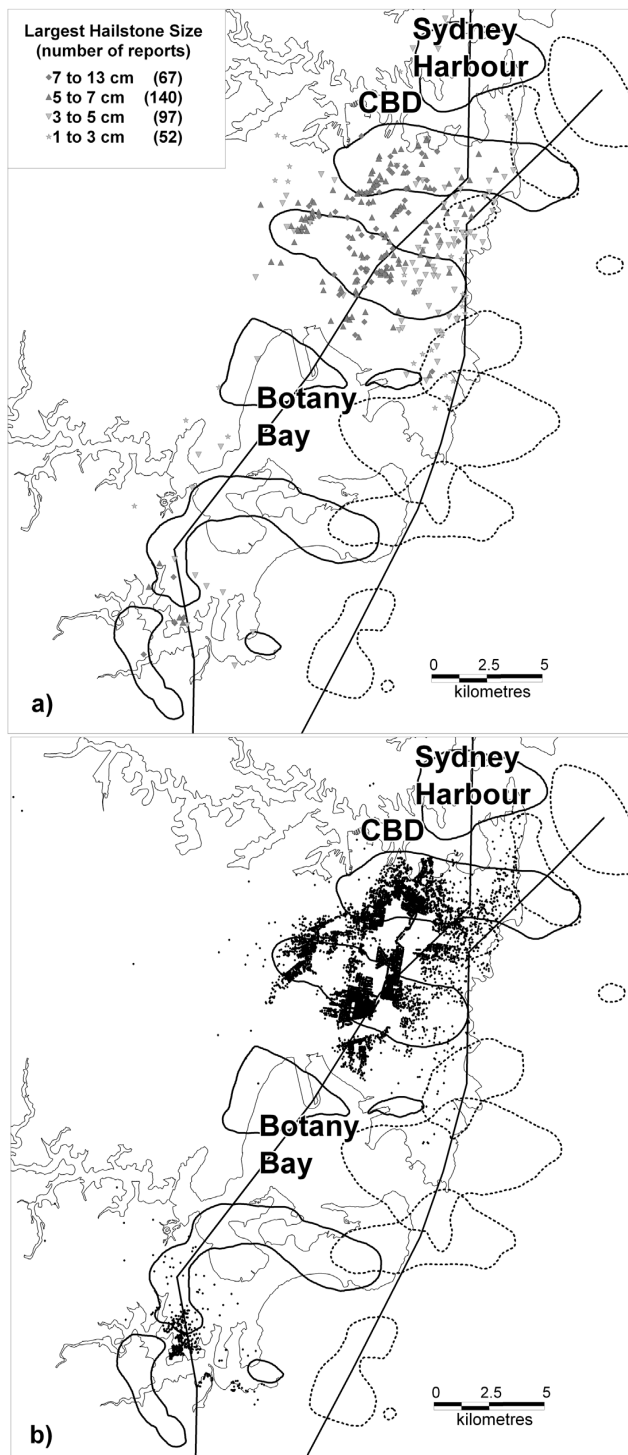 Largest Hailstone Size
(number of reports)
7 to 13 cm (67)
5 to 7 cm (140)
3 to 5 cm (97)
1 to 3 cm (52)
Sydney
Harbour
CBD
Botany
Bay
0 2.5 5
kilometres
a)
Sydney
Harbour
CBD
Botany
Bay
0 2.5 5
kilometres
b)